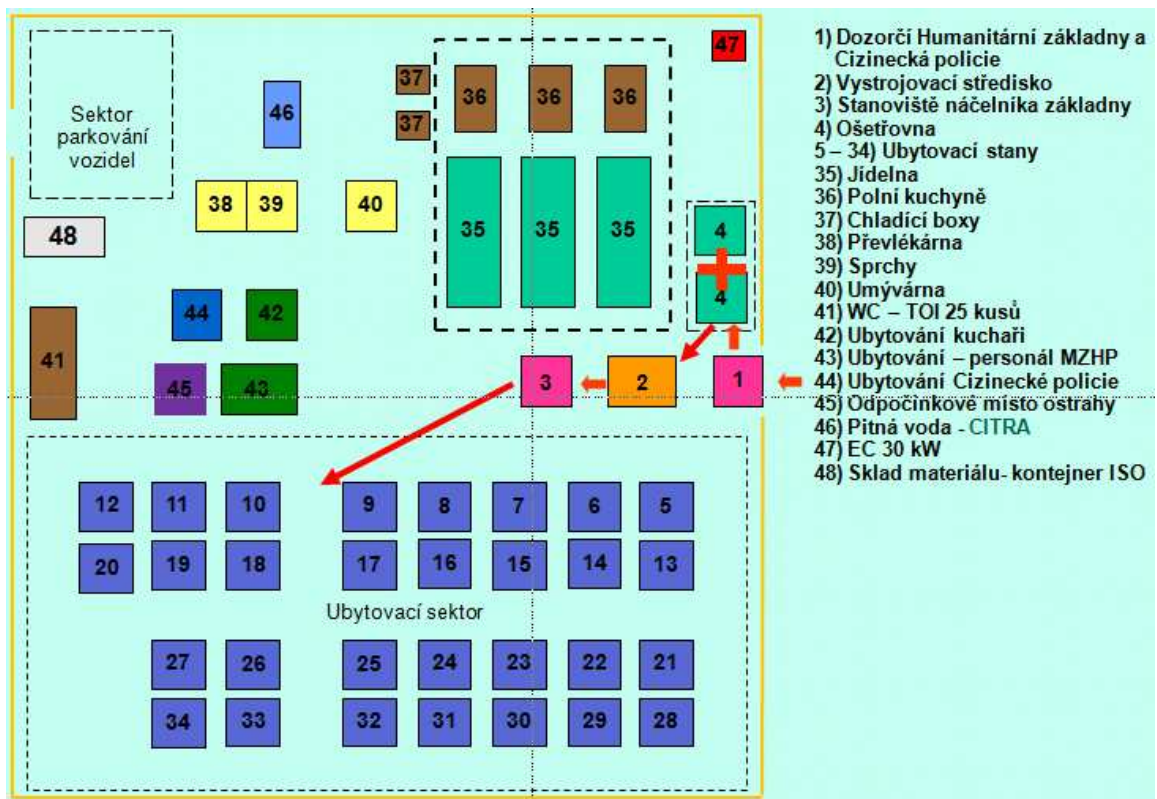 Sektor
parkování
vozidel
48
41
46
38 39 40
44 42
45 43
37
37
36 36 36
35 35 35
47
4
4
3 2 1
12 11 10 9 8 7 6 5
20 19 18 17 16 15 14 13
Ubytovací sektor
27 26 25 24 23 22 21
34 33 32 31 30 29 28
1) Dozorčí Humanitární základny a
Cizinecká policie
2) Vystrojovací středisko
3) Stanoviště náčelníka základny
4) Ošetřovna
5 – 34) Ubytovací stany
35) Jídelna
36) Polní kuchyně
37) Chladící boxy
38) Převlékárna
39) Sprchy
40) Umývárna
41) WC – TOI 25 kusů
42) Ubytování kuchaři
43) Ubytování – personál MZHP
44) Ubytování Cizinecké policie
45) Odpočinkové místo ostrahy
46) Pitná voda - CITRA
47) EC 30 kW
48) Sklad materiálu- kontejner ISO